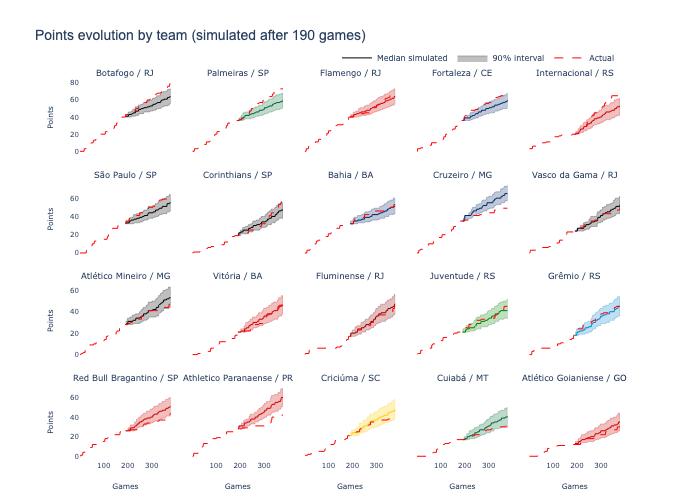 Points evolution by team (simulated after 190 games)
Median simulated 90% interval Actual
Botafogo / RJ Palmeiras / SP Flamengo / RJ Fortaleza / CE Internacional / RS
80
60
40
20
0
Points
São Paulo / SP Corinthians / SP Bahia / BA Cruzeiro / MG Vasco da Gama / RJ
60
40
20
0
Points
Atlético Mineiro / MG Vitória / BA Fluminense / RJ Juventude / RS Grêmio / RS
60
40
20
0
Points
Red Bull Bragantino / SP Athletico Paranaense / PR Criciúma / SC Cuiabá / MT Atlético Goianiense / GO
60
40
20
0
Points
100 200 300 100 200 300 100 200 300 100 200 300 100 200 300
Games Games Games Games Games